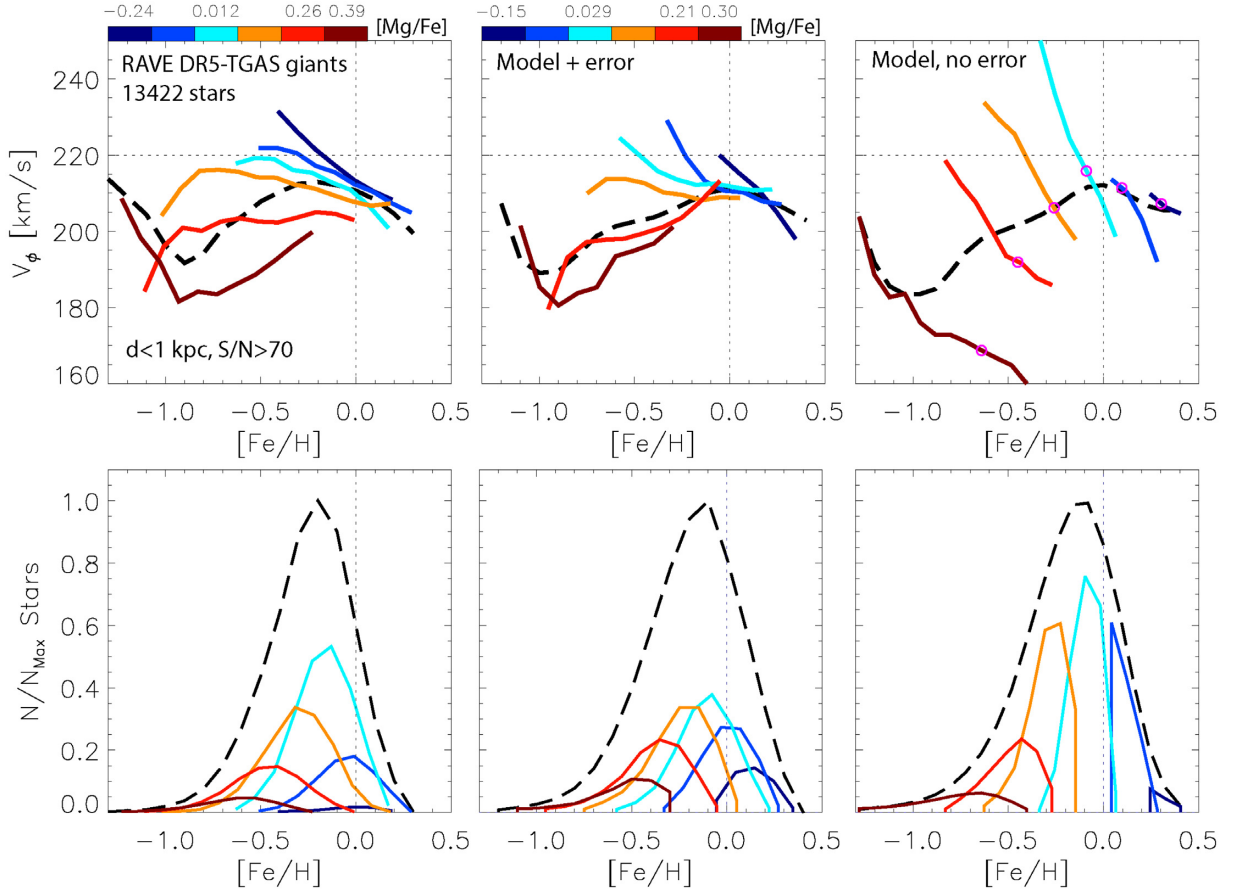 −0.24 0.012 0.26 0.39 [Mg/Fe]
−0.15 0.029 0.21 0.30 [Mg/Fe]
RAVE DR5-TGAS giants
13422 stars
d<1 kpc, S/N>70
Model + error
Model, no error
Vϕ [km/s]
240
220
200
180
160
−1.0 −0.5 0.0 0.5
[Fe/H]
−1.0 −0.5 0.0 0.5
[Fe/H]
−1.0 −0.5 0.0 0.5
[Fe/H]
N/NMax Stars
1.0
0.8
0.6
0.4
0.2
0.0
−1.0 −0.5 0.0 0.5
[Fe/H]
−1.0 −0.5 0.0 0.5
[Fe/H]
−1.0 −0.5 0.0 0.5
[Fe/H]